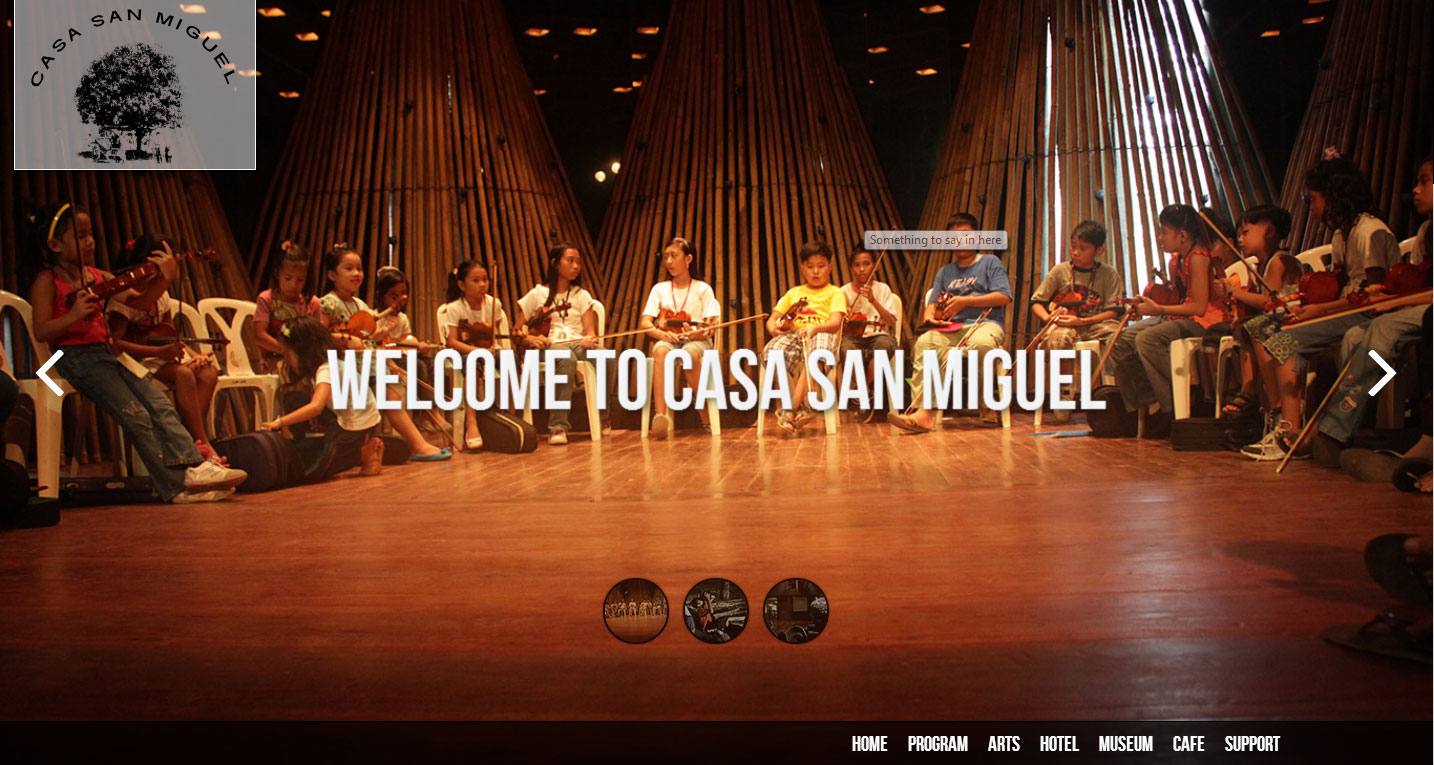 CASA SAN MIGUEL
Something to say in here
WELCOME TO CASA SAN MIGUEL
HOME PROGRAM ARTS HOTEL MUSEUM CAFE SUPPORT